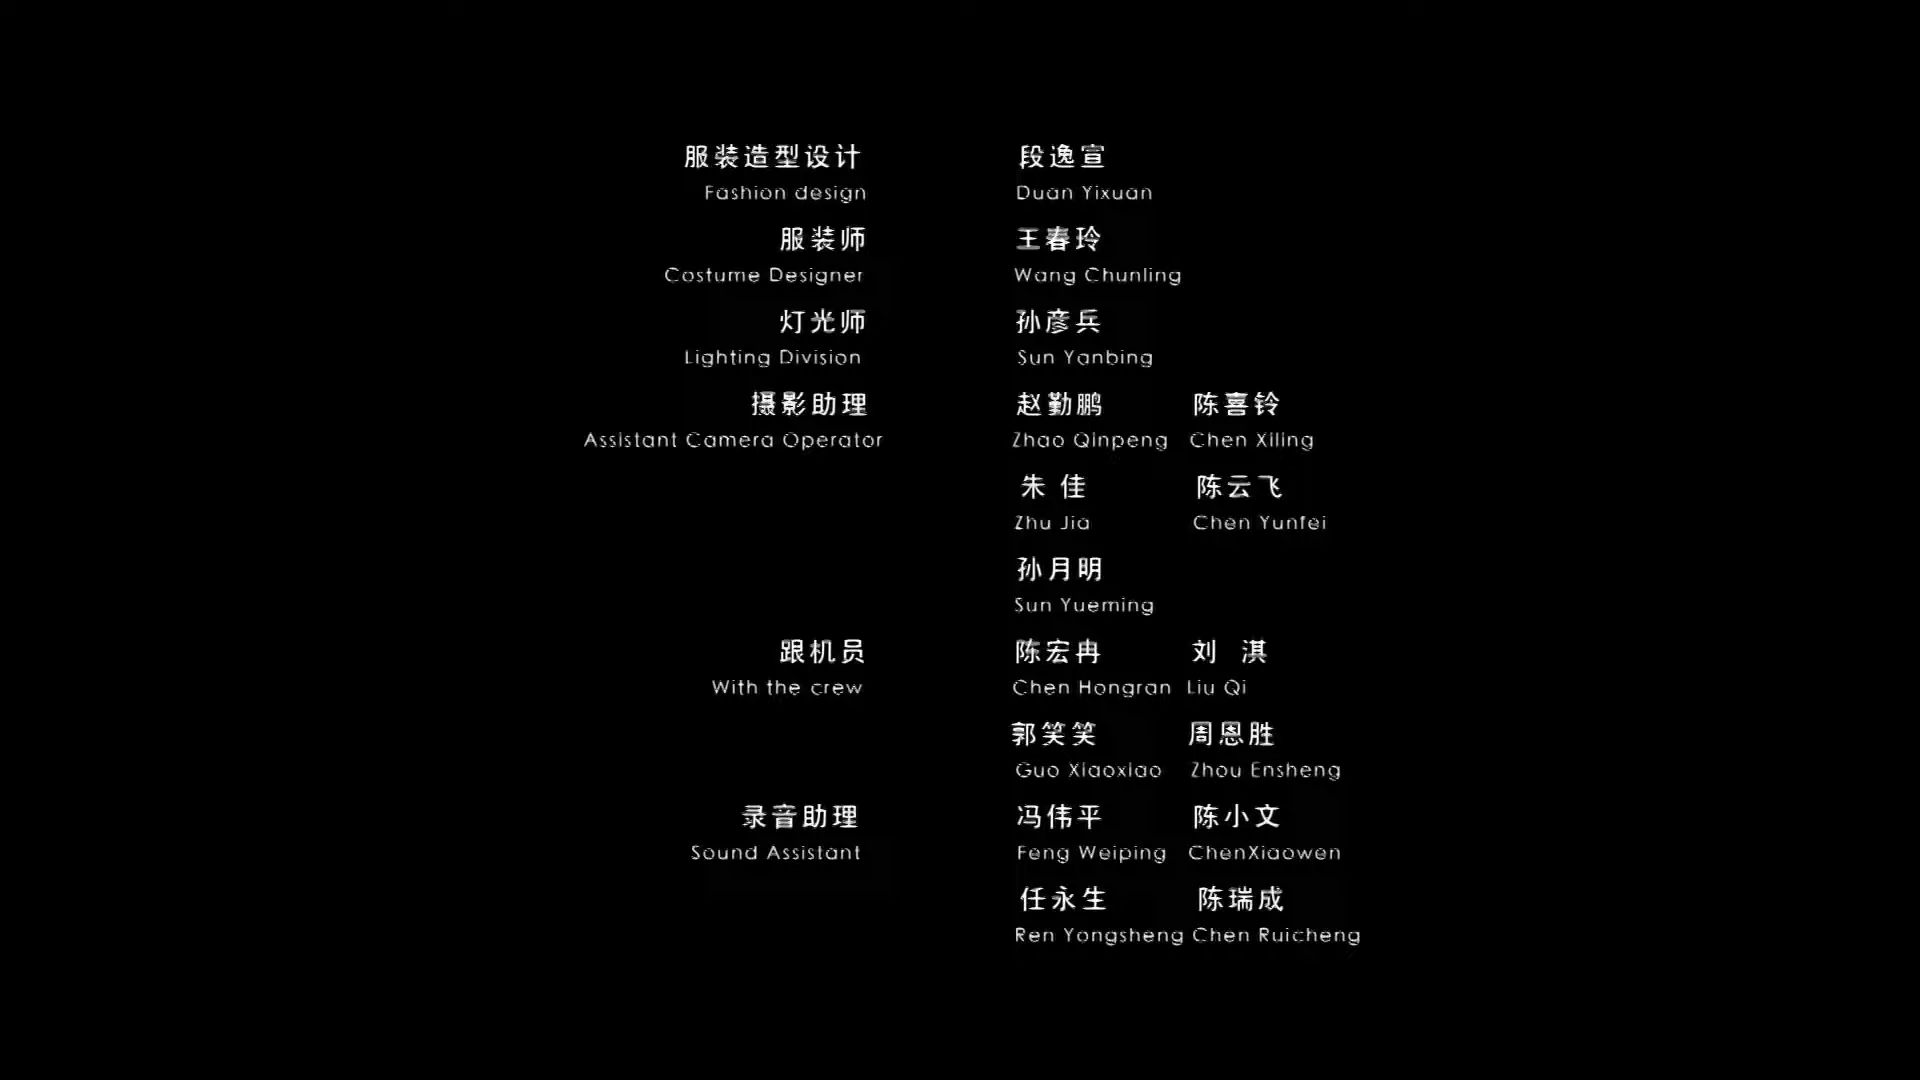 服装造型设计 段逸宣
Fashion design Duan Yixuan
服装师 王春玲
Costume Designer Wang Chunling
灯光师 孙彦兵
Lighting Division Sun Yanbing
摄影助理 赵勤鹏 陈喜铃
Assistant Camera Operator Zhao Qinpeng Chen Xiling
朱 佳 陈云飞
Zhu Jia Chen Yunfei
孙月明
Sun Yueming
跟机员 陈宏冉 刘 淇
With the crew Chen Hongran Liu Qi
郭笑笑 周恩胜
Guo Xiaoxiao Zhou Ensheng
录音助理 冯伟平 陈小文
Sound Assistant Feng Weiping ChenXiaowen
任永生 陈瑞成
Ren Yongsheng Chen Ruicheng